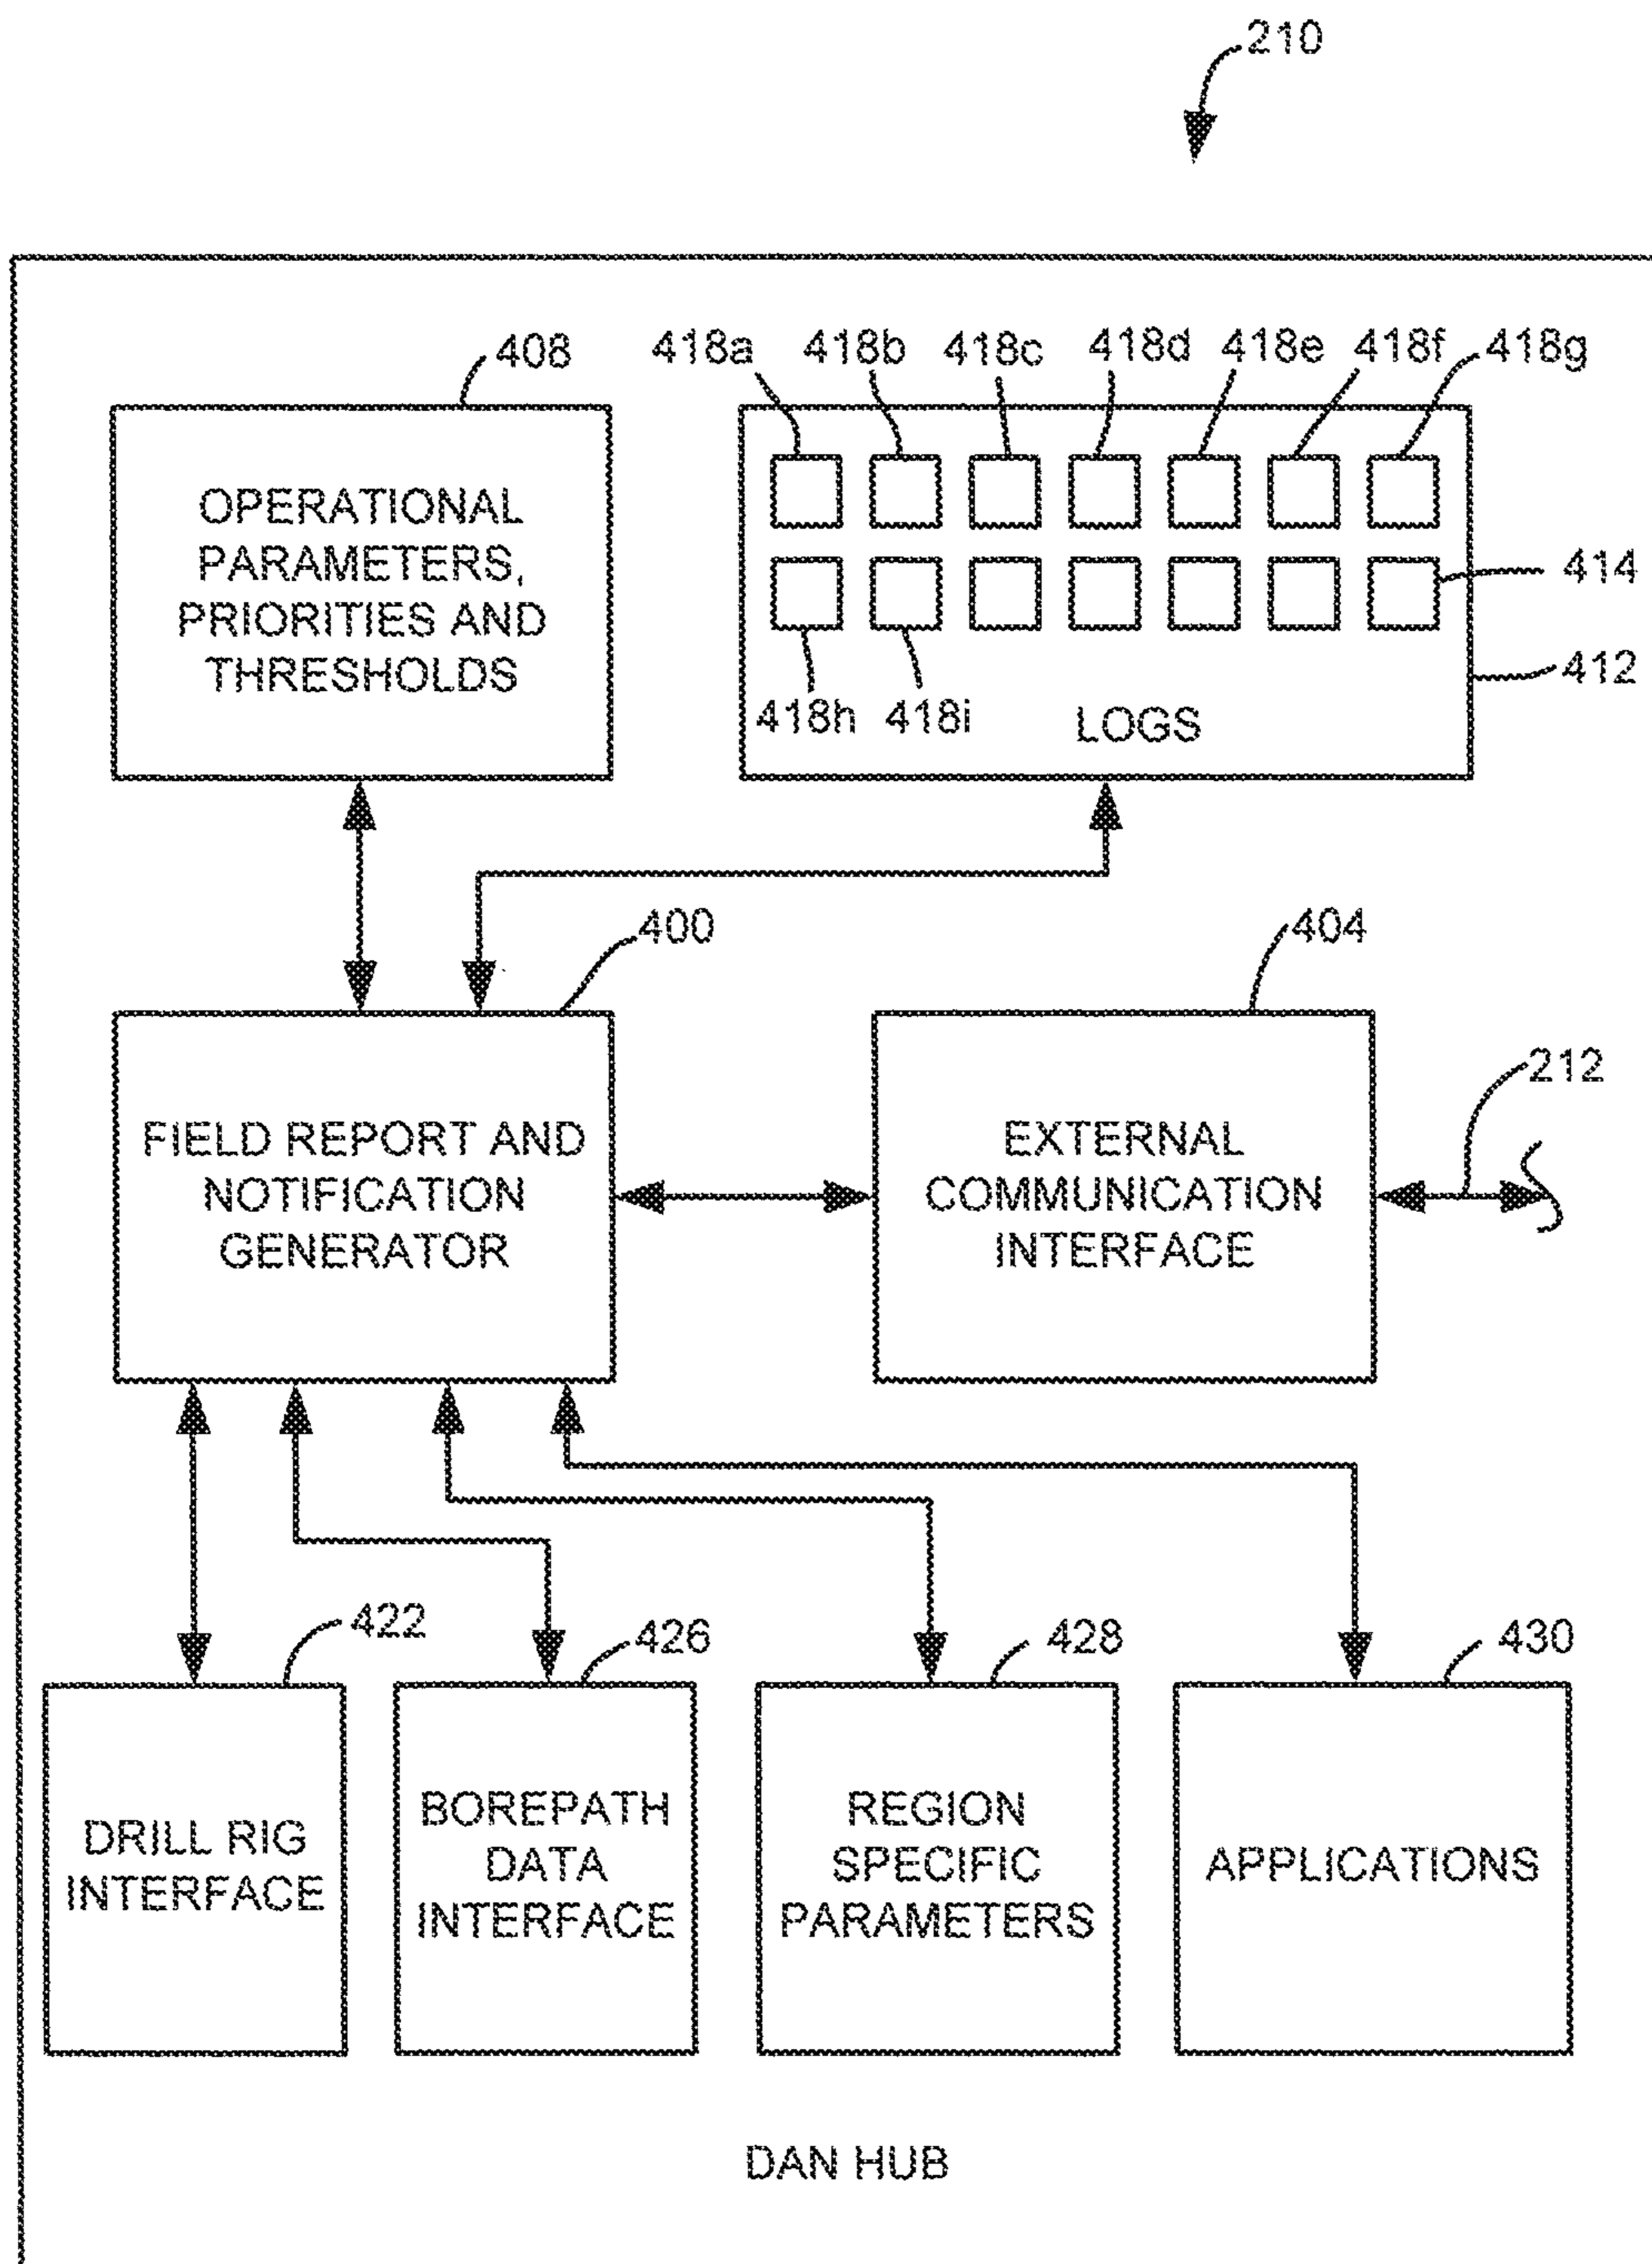 210
408
418a 418b 418c 418d 418e 418f 418g
OPERATIONAL
PARAMETERS,
PRIORITIES AND
THRESHOLDS
414
412
418h 418i
LOGS
400
404
212
FIELD REPORT AND
NOTIFICATION
GENERATOR
EXTERNAL
COMMUNICATION
INTERFACE
422
426
428
430
DRILL RIG
INTERFACE
BOREPATH
DATA
INTERFACE
REGION
SPECIFIC
PARAMETERS
APPLICATIONS
DAN HUB